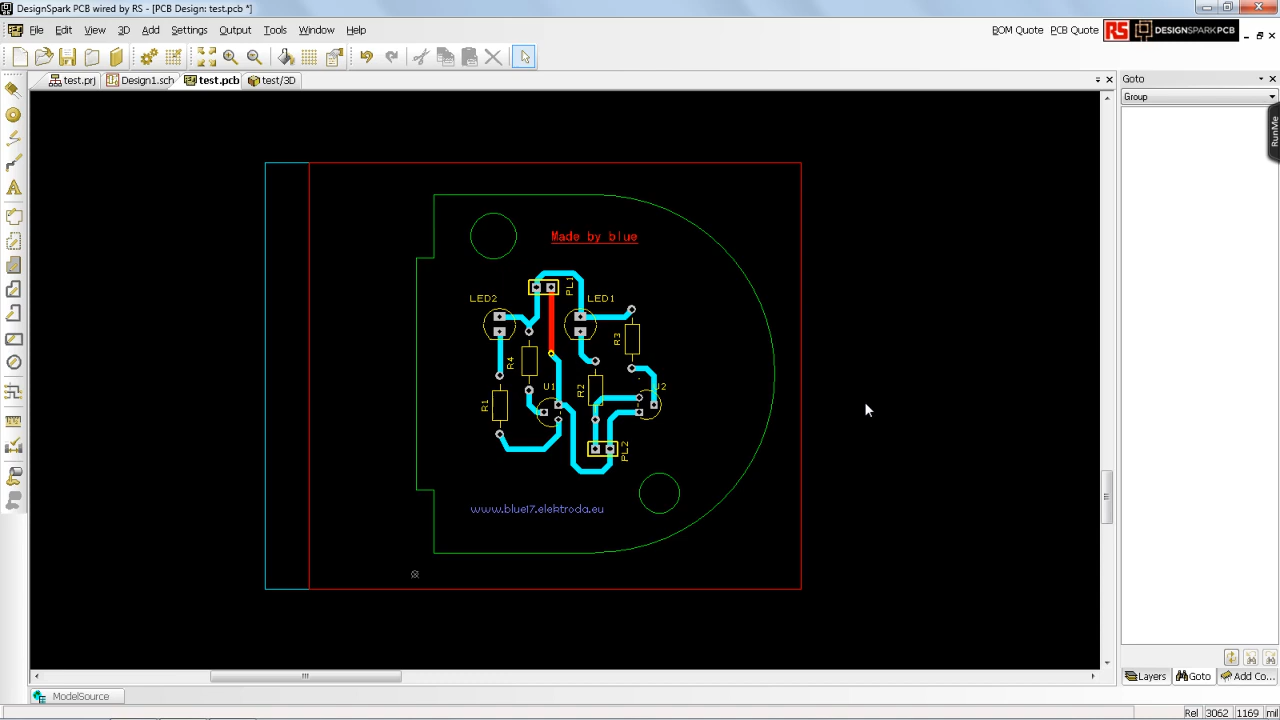 DesignSpark PCB wired by RS - [PCB Design: test.pcb *]
File Edit View 3D Add Settings Output Tools Window Help
BOM Quote PCB Quote RS DESIGNSPARKPCB
test.prj Design1.sch test.pcb test/3D
Goto
Group
RunMe
Made by blue
PL1
LED2 LED1
R3
R4
U1 R2 J2
R1
PL2
www.blue17.elektroda.eu
Layers Goto Add Co...
ModelSource
Rel 3062 1169 mil